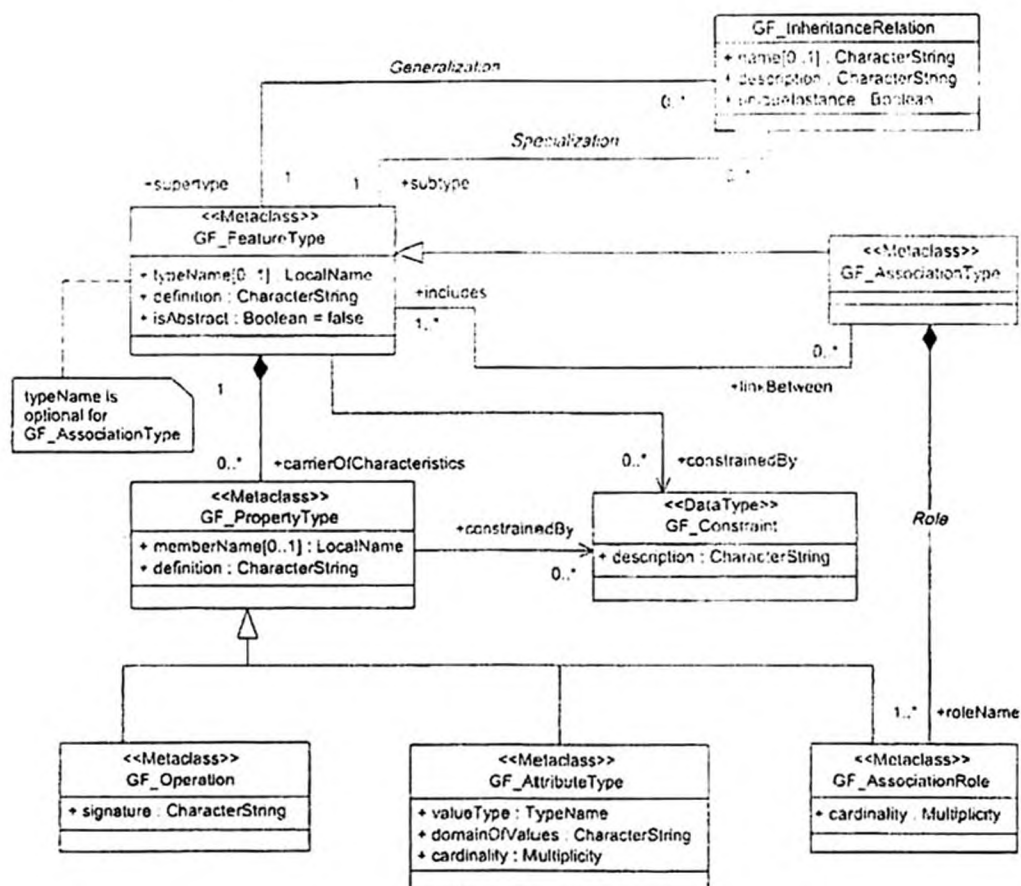 GF_InheritanceRelation
+ name[0..1] : CharacterString
+ description : CharacterString
+ uniqueInstance : Boolean
Generalization
0..*
Specialization
0..*
+supertype
1
1
+subtype
<<Metaclass>>
GF_FeatureType
+ typeName[0..1] : LocalName
+ definition : CharacterString
+ isAbstract : Boolean = false
<<Metaclass>>
GF_AssociationType
+includes
1..*
0..*
+linkBetween
typeName is
optional for
GF_AssociationType
1
0..*
+carrierOfCharacteristics
0..*
+constrainedBy
<<Metaclass>>
GF_PropertyType
+ memberName[0..1] : LocalName
+ definition : CharacterString
+constrainedBy
0..*
<<DataType>>
GF_Constraint
+ description : CharacterString
Role
1..*
+roleName
<<Metaclass>>
GF_Operation
+ signature : CharacterString
<<Metaclass>>
GF_AttributeType
+ valueType : TypeName
+ domainOfValues : CharacterString
+ cardinality : Multiplicity
<<Metaclass>>
GF_AssociationRole
+ cardinality : Multiplicity